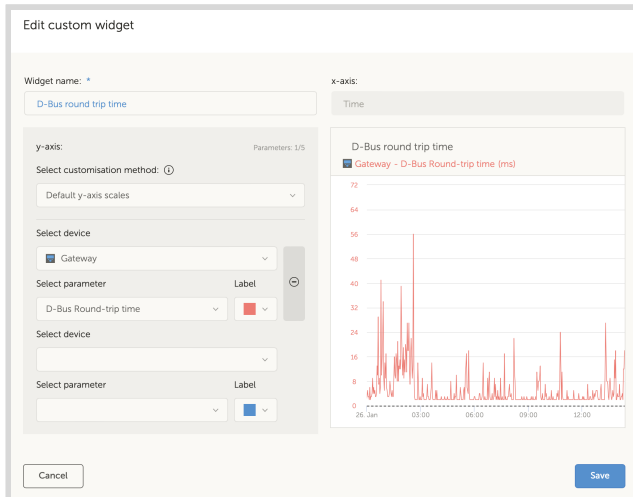 Edit custom widget
Widget name: *
D-Bus round trip time
x-axis:
Time
y-axis:
Parameters: 1/5
Select customisation method:
Default y-axis scales
Select device
Gateway
Select parameter
Label
D-Bus Round-trip time
Select device
Select parameter
Label
D-Bus round trip time
Gateway - D-Bus Round-trip time (ms)
72
64
56
48
40
32
24
16
8
0
26. Jan
03:00
06:00
09:00
12:00
Cancel
Save